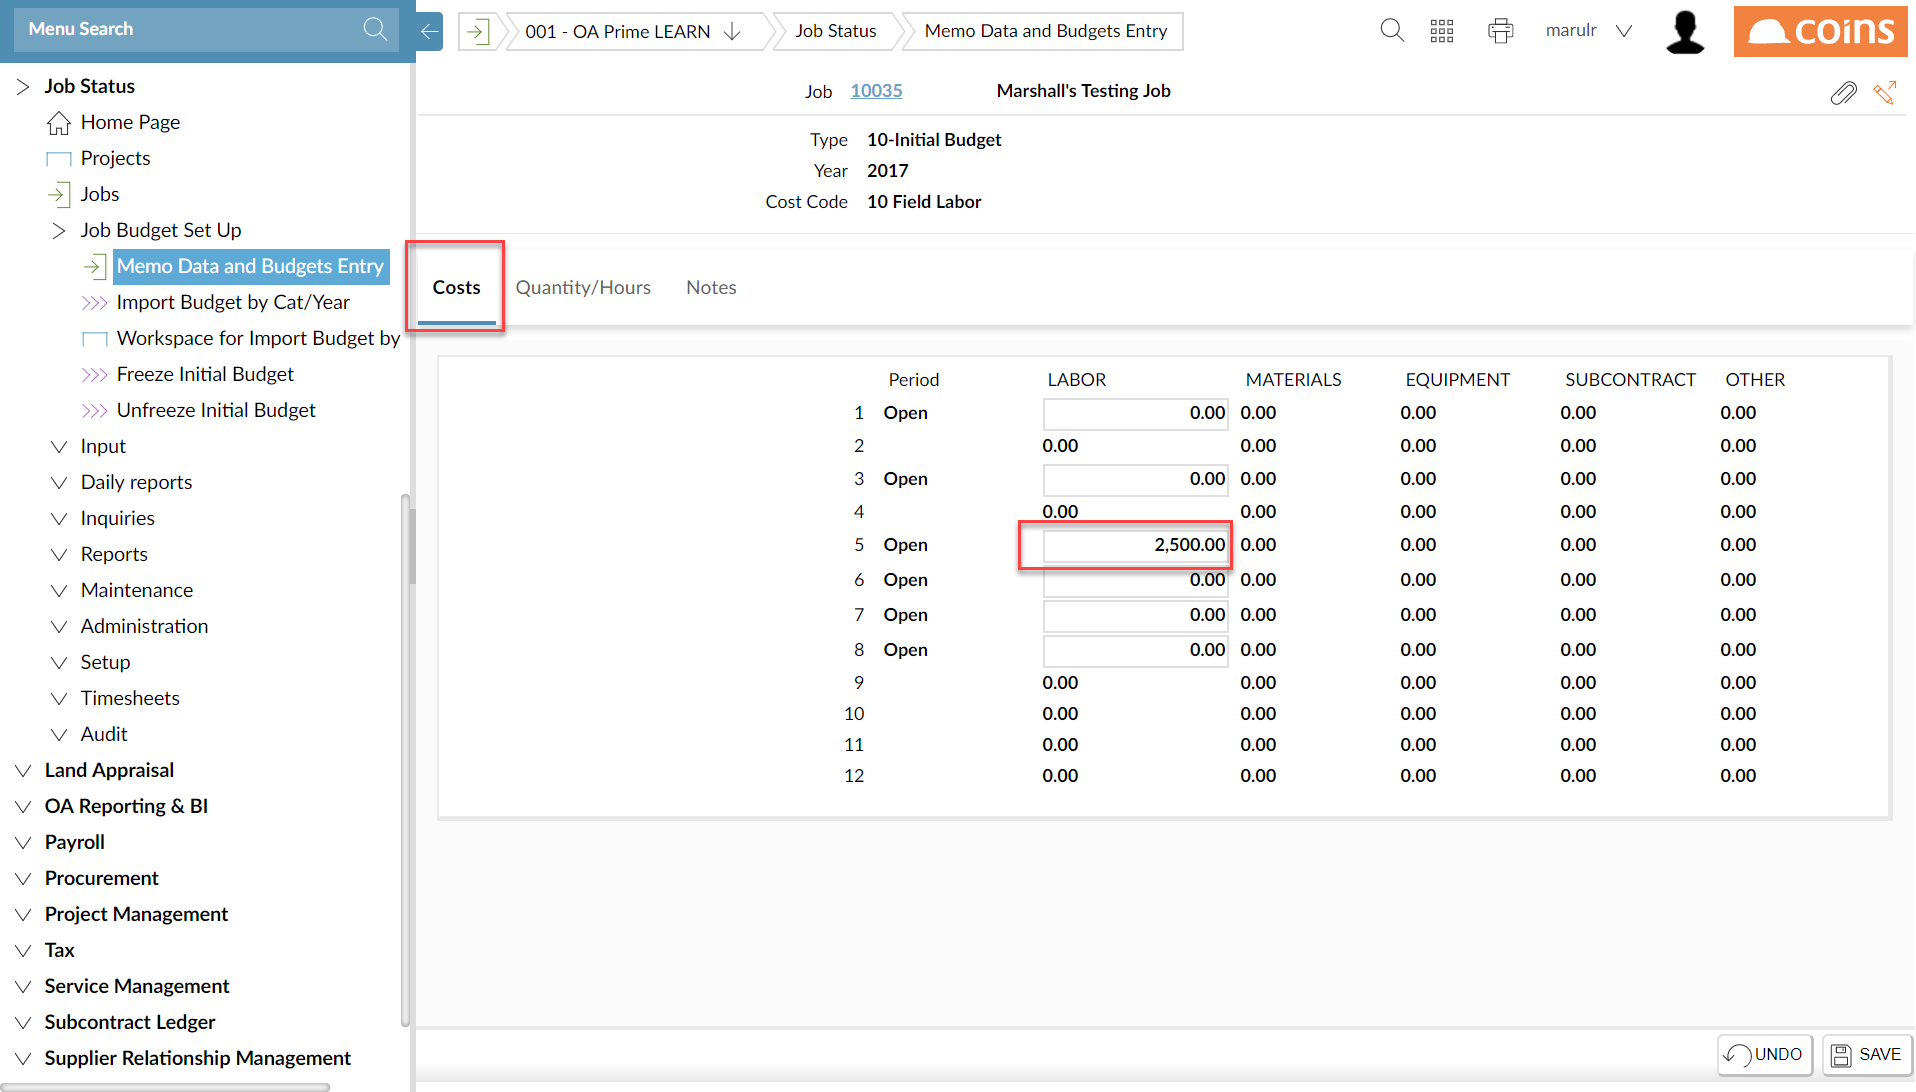 Menu Search
001 - OA Prime LEARN
Job Status
Memo Data and Budgets Entry
marulr
coins
Job Status
Home Page
Projects
Jobs
Job Budget Set Up
Memo Data and Budgets Entry
Import Budget by Cat/Year
Workspace for Import Budget by
Freeze Initial Budget
Unfreeze Initial Budget
Input
Daily reports
Inquiries
Reports
Maintenance
Administration
Setup
Timesheets
Audit
Land Appraisal
OA Reporting & BI
Payroll
Procurement
Project Management
Tax
Service Management
Subcontract Ledger
Supplier Relationship Management
Job 10035 Marshall's Testing Job
Type 10-Initial Budget
Year 2017
Cost Code 10 Field Labor
Costs Quantity/Hours Notes
Period LABOR MATERIALS EQUIPMENT SUBCONTRACT OTHER
1 Open 0.00 0.00 0.00 0.00 0.00
2 0.00 0.00 0.00 0.00 0.00
3 Open 0.00 0.00 0.00 0.00 0.00
4 0.00 0.00 0.00 0.00 0.00
5 Open 2,500.00 0.00 0.00 0.00 0.00
6 Open 0.00 0.00 0.00 0.00 0.00
7 Open 0.00 0.00 0.00 0.00 0.00
8 Open 0.00 0.00 0.00 0.00 0.00
9 0.00 0.00 0.00 0.00 0.00
10 0.00 0.00 0.00 0.00 0.00
11 0.00 0.00 0.00 0.00 0.00
12 0.00 0.00 0.00 0.00 0.00
UNDO SAVE